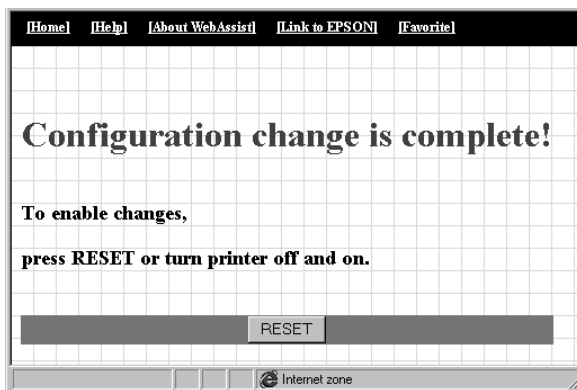 [Home] [Help] [About WebAssist] [Link to EPSON] [Favorite]
Configuration change is complete!
To enable changes,
press RESET or turn printer off and on.
RESET
Internet zone